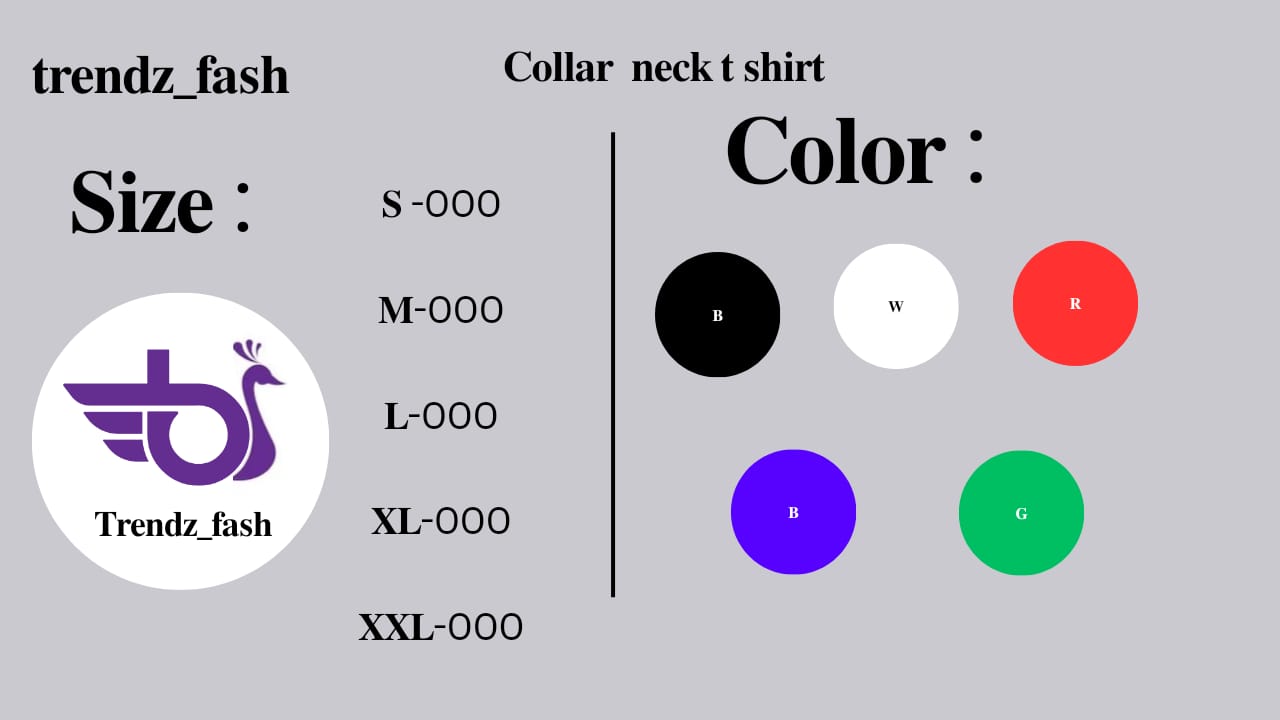 trendz_fash
Collar neck t shirt
Size :
S -000
M-000
L-000
XL-000
XXL-000
Trendz_fash
Color :
B
W
R
B
G